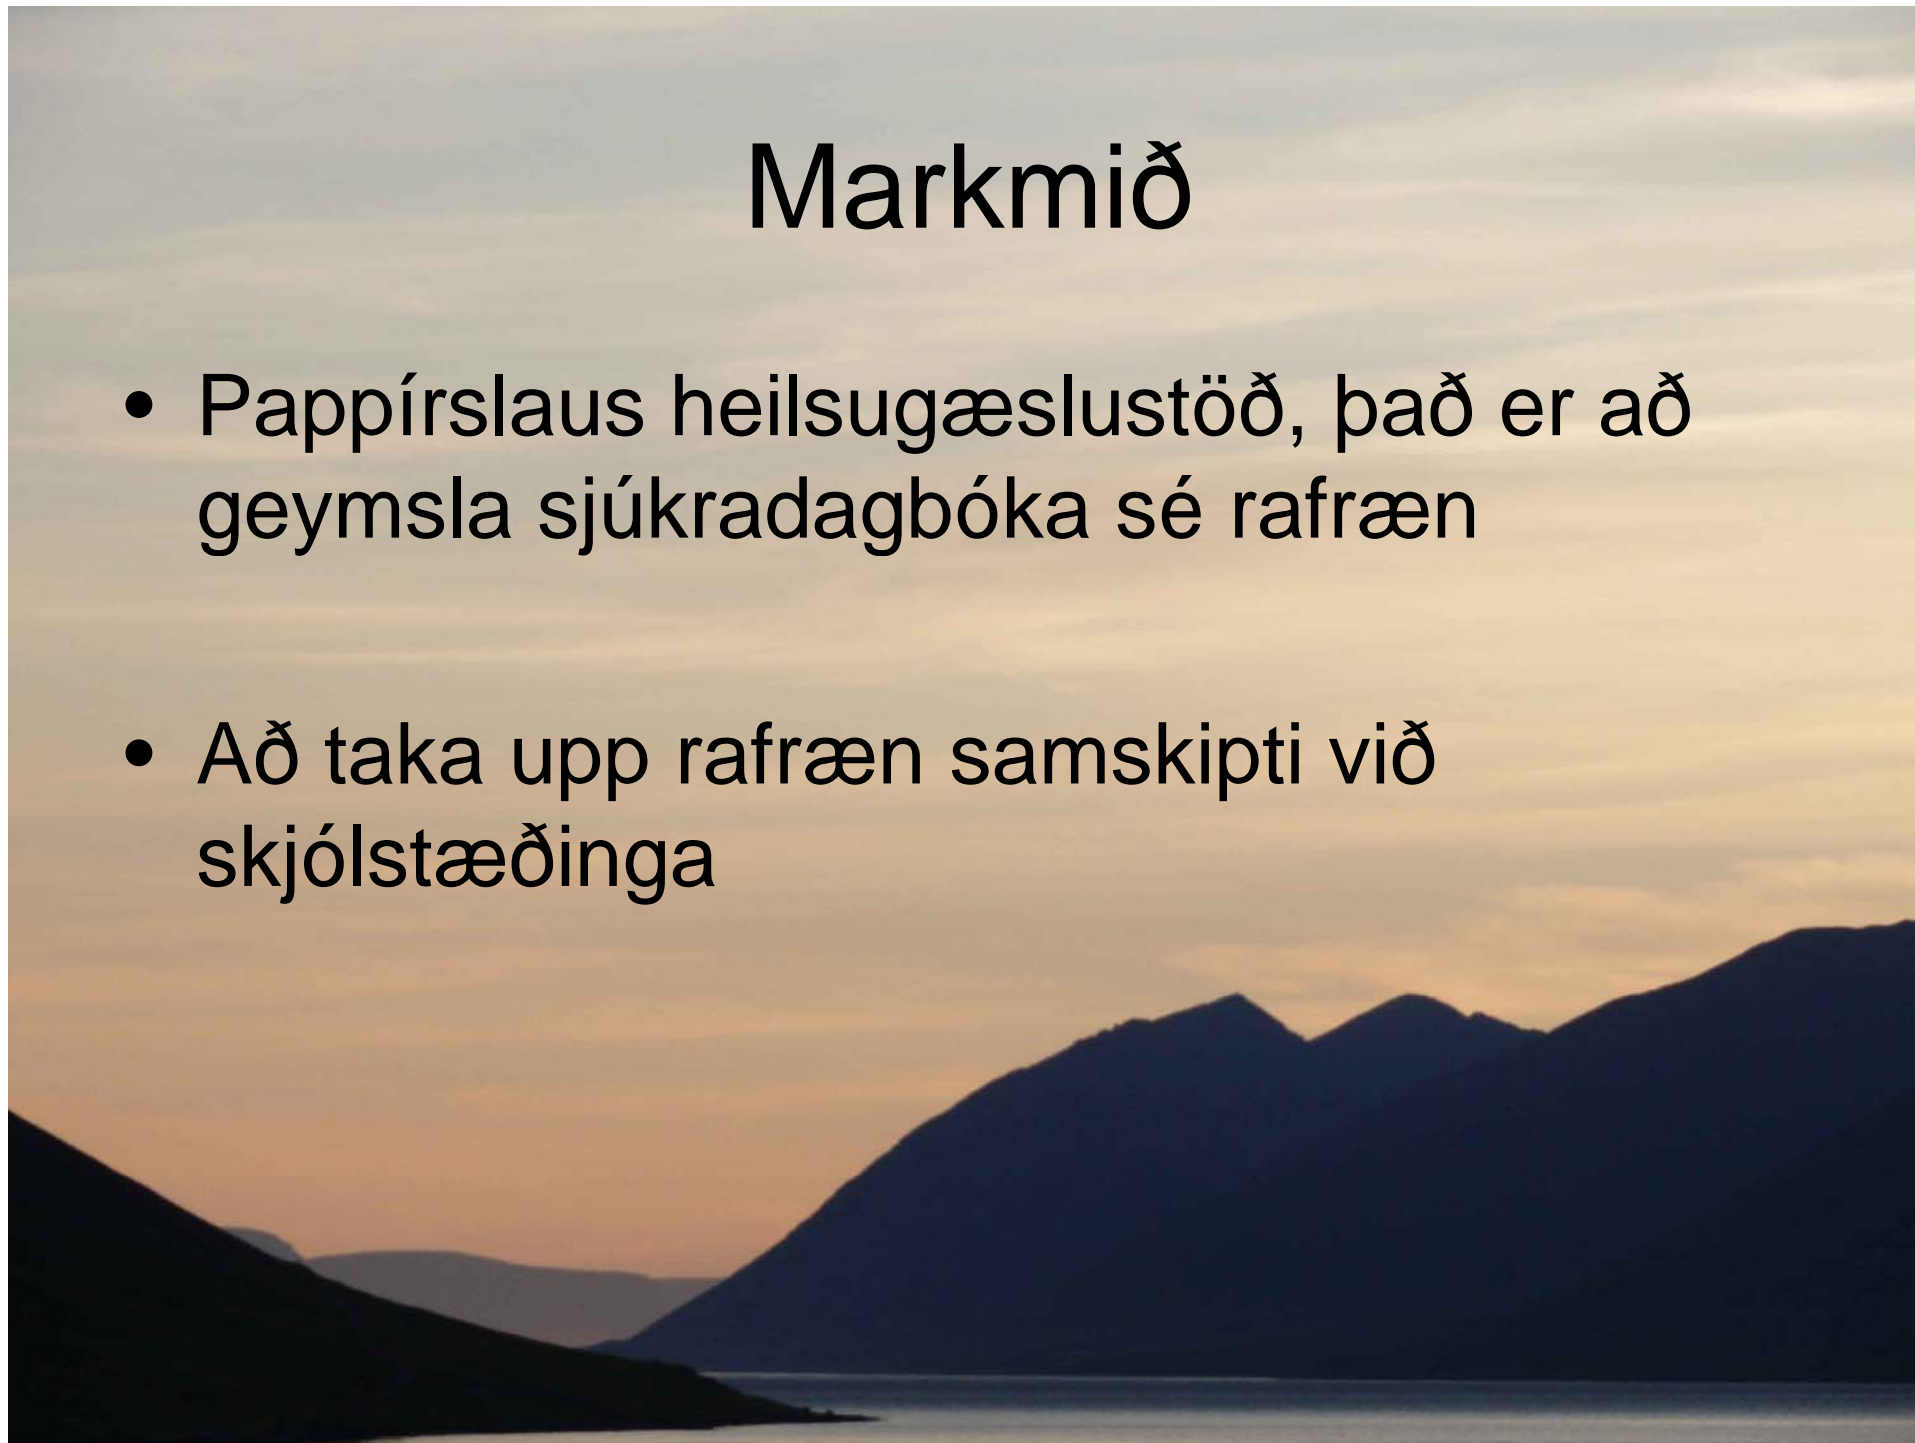 Markmið
• Pappírslaus heilsugæslustöð, það er að
geymsla sjúkradagbóka sé rafræn
• Að taka upp rafræn samskipti við
skjólstæðinga